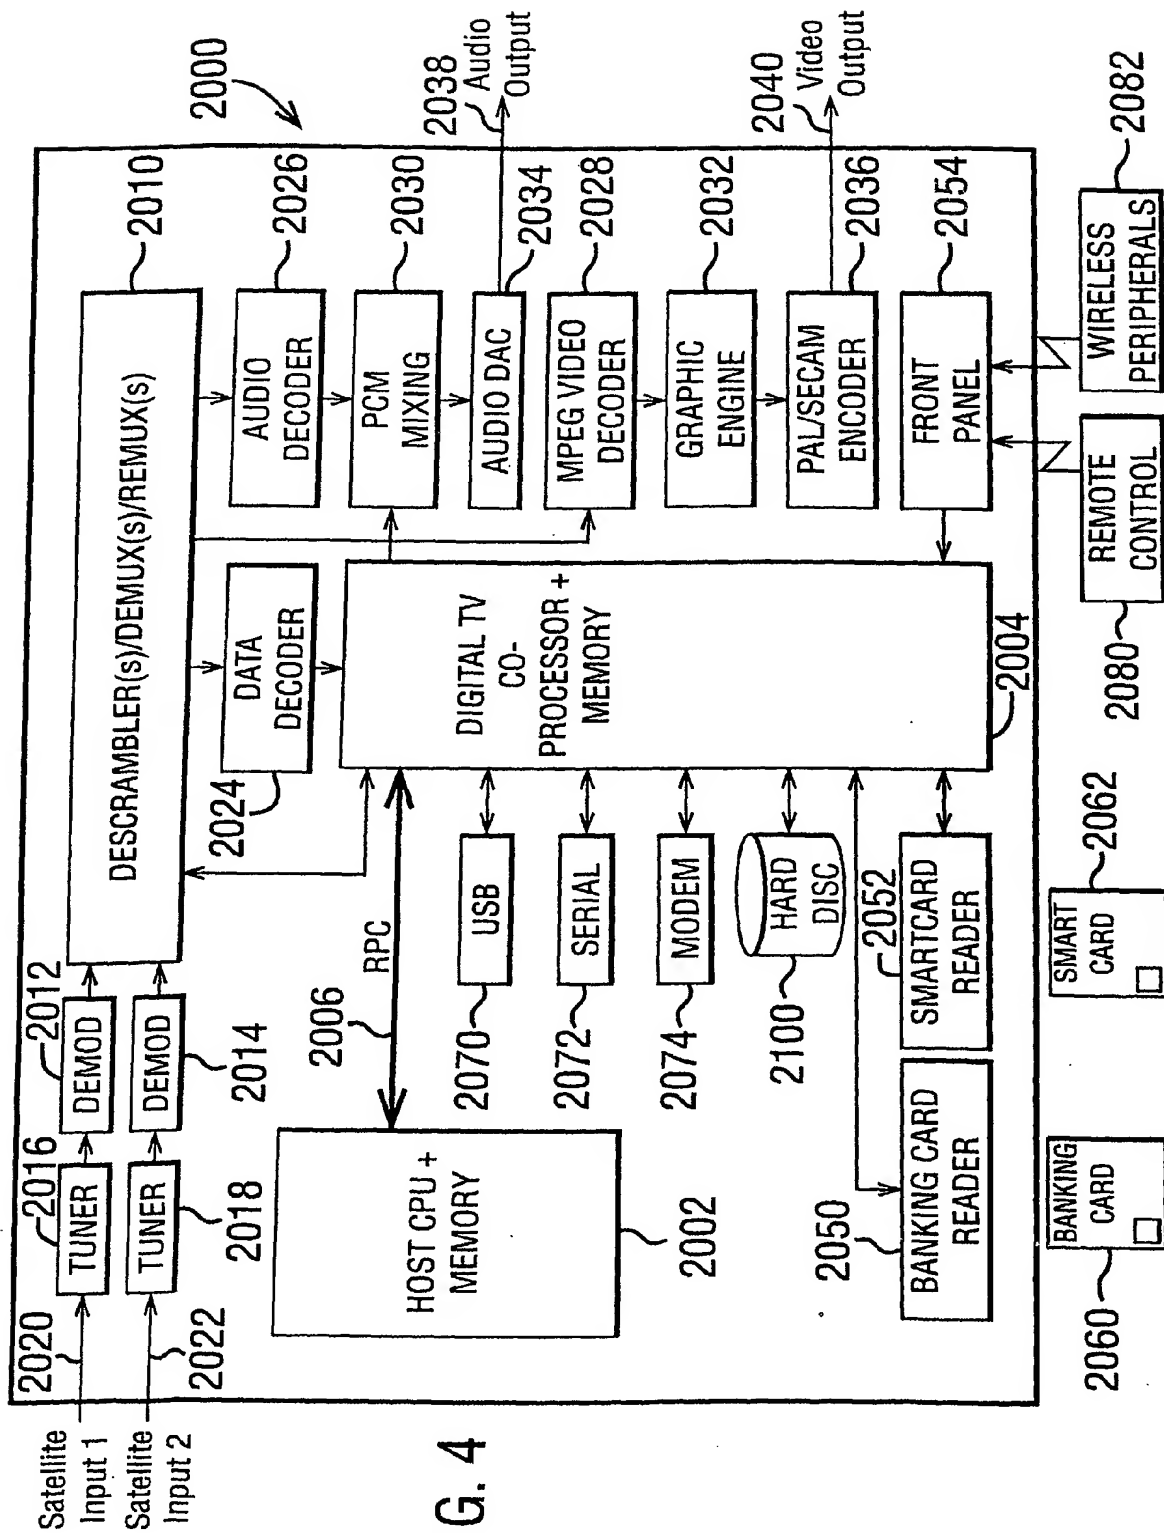 Satellite
Input 1
Satellite
Input 2
2020
2022
TUNER
2016
TUNER
2018
DEMOD
2012
DEMOD
2014
DESCRAMBLER(s)/DEMUX(s)/REMUX(s)
2010
2000
DATA
DECODER
2024
AUDIO
DECODER
2026
PCM
MIXING
2030
AUDIO DAC
2034
2038
Audio
Output
MPEG VIDEO
DECODER
2028
GRAPHIC
ENGINE
2032
PAL/SECAM
ENCODER
2036
2040
Video
Output
FRONT
PANEL
2054
HOST CPU +
MEMORY
2002
RPC
2006
DIGITAL TV
CO-
PROCESSOR +
MEMORY
2004
USB
2070
SERIAL
2072
MODEM
2074
HARD
DISC
2100
SMARTCARD
READER
2052
BANKING CARD
READER
2050
BANKING
CARD
2060
SMART
CARD
2062
REMOTE
CONTROL
2080
WIRELESS
PERIPHERALS
2082
G. 4